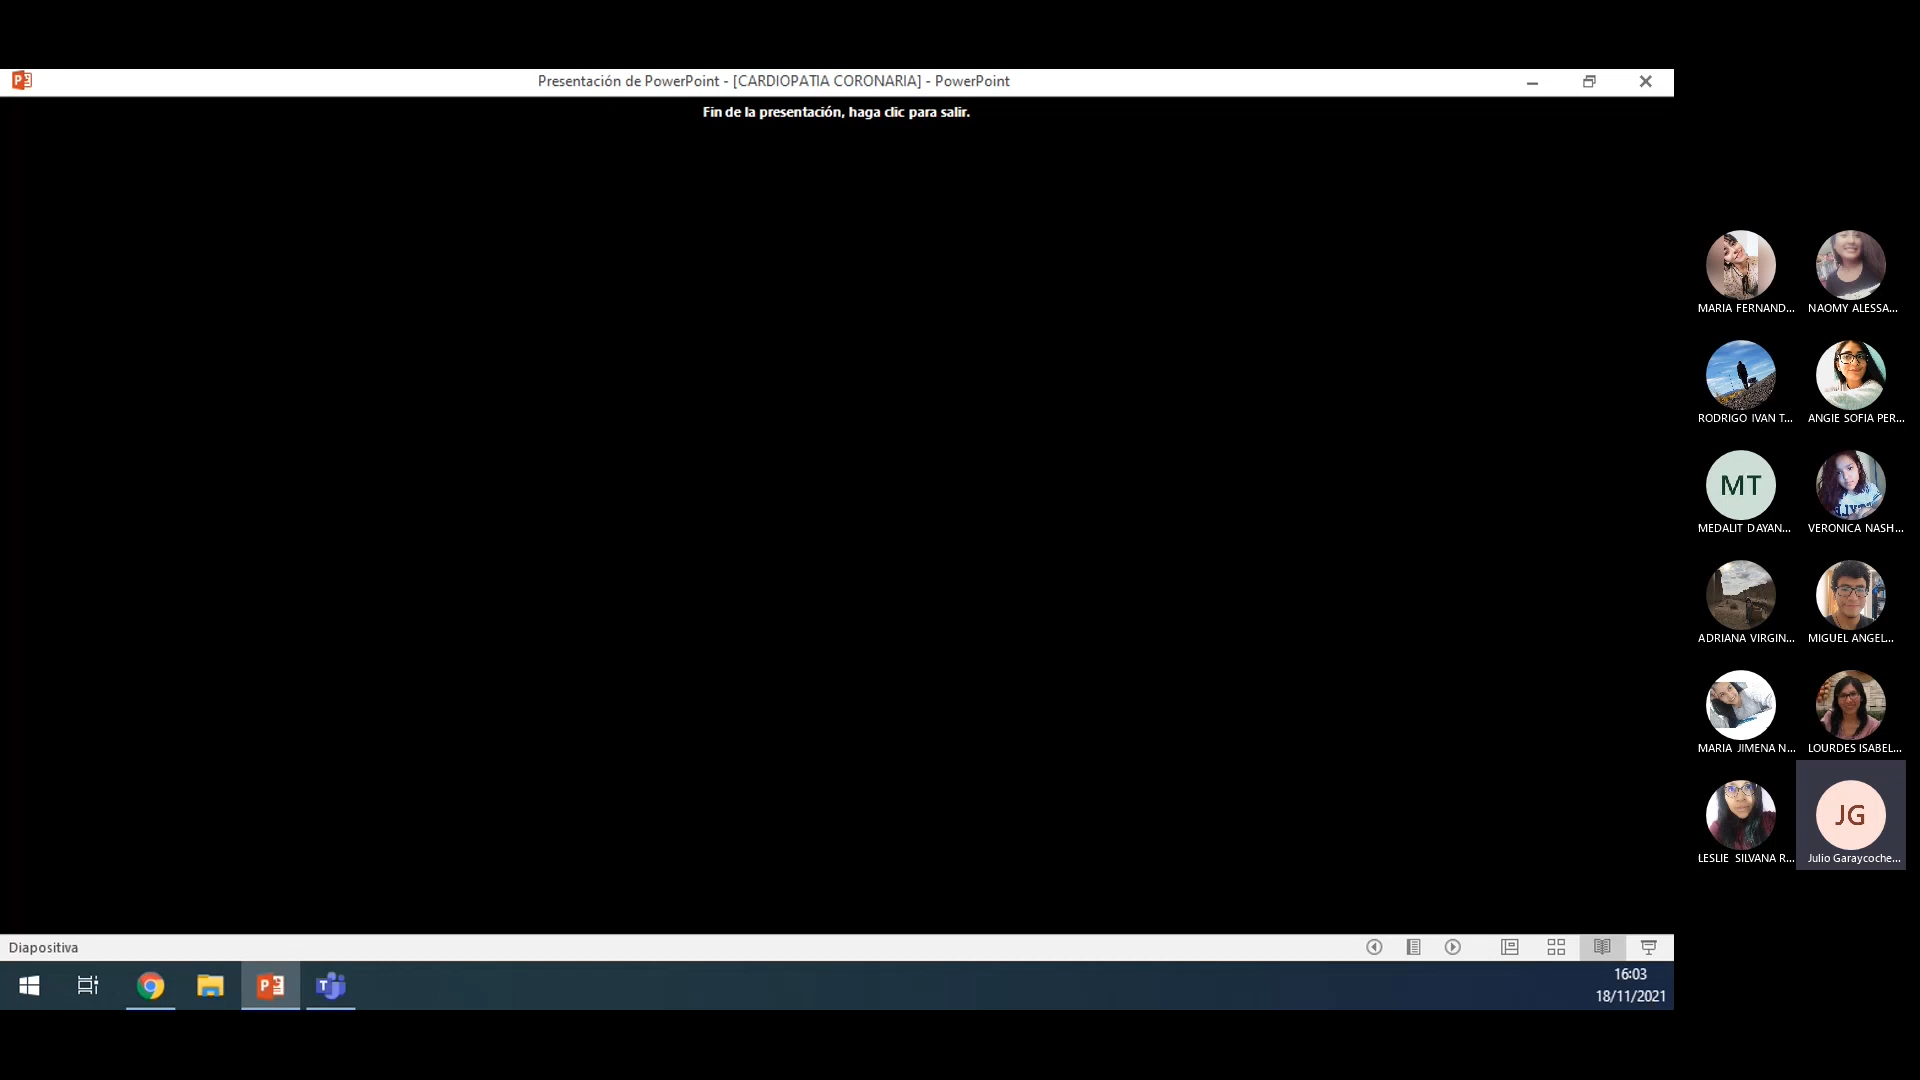 Presentación de PowerPoint - [CARDIOPATIA CORONARIA] - PowerPoint
Fin de la presentación, haga clic para salir.
MARIA FERNAND...
NAOMY ALESSA...
RODRIGO IVAN T...
ANGIE SOFIA PER...
MT
MEDALIT DAYAN...
VERONICA NASH...
ADRIANA VIRGIN...
MIGUEL ANGEL...
MARIA JIMENA N...
LOURDES ISABEL...
JG
LESLIE SILVANA R...
Julio Garaycoche...
Diapositiva
16:03
18/11/2021